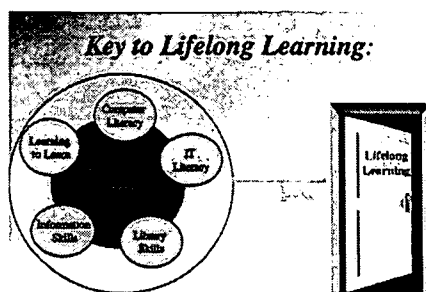 Key to Lifelong Learning:
Computer
Literacy
Learning
to Learn
IT
Literacy
Information
Skills
Library
Skills
Lifelong
Learning